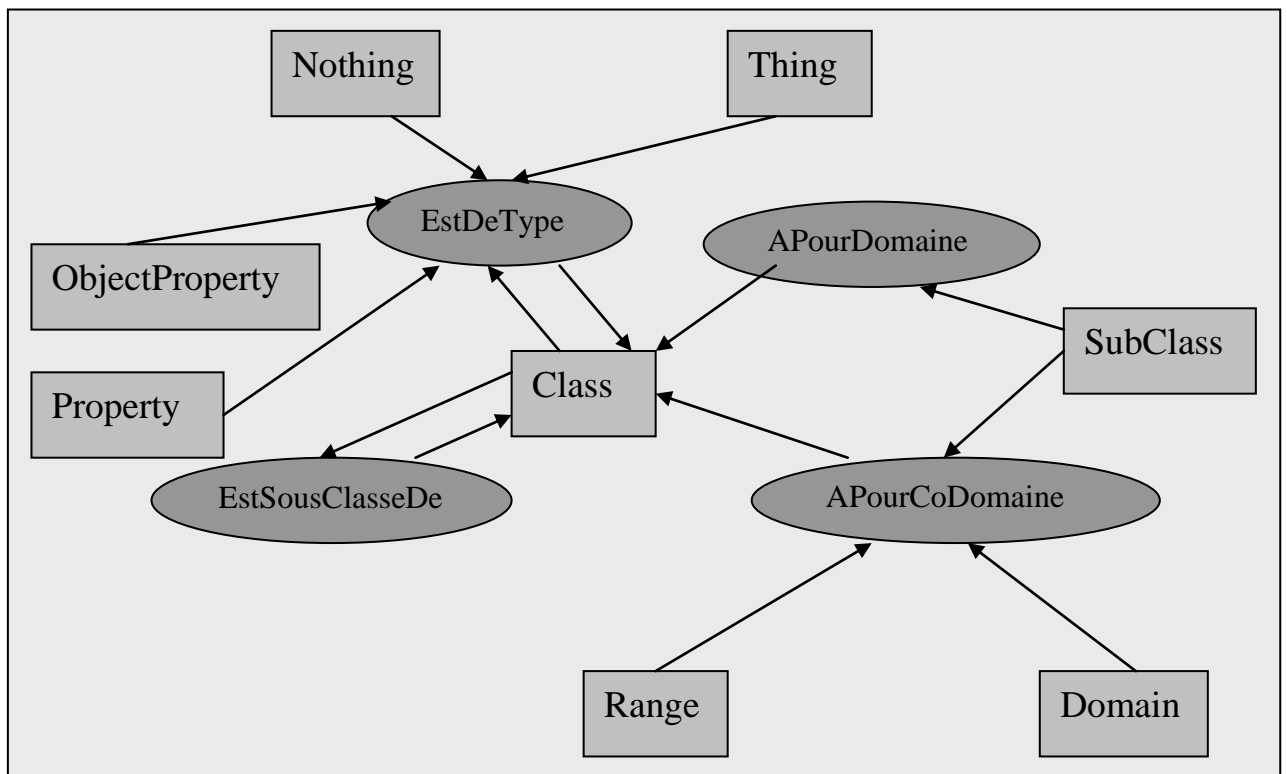 Nothing
Thing
EstDeType
APourDomaine
ObjectProperty
SubClass
Property
Class
EstSousClasseDe
APourCoDomaine
Range
Domain